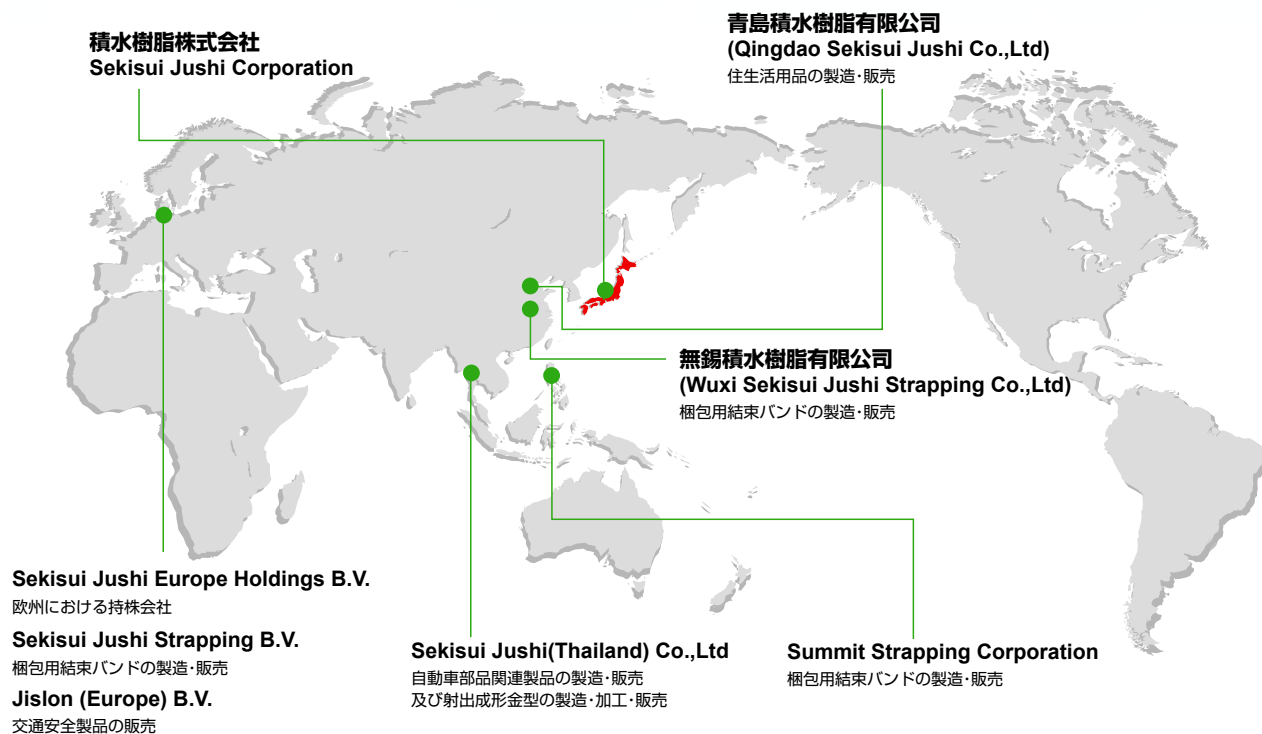 積水樹脂株式会社
Sekisui Jushi Corporation
青島積水樹脂有限公司
(Qingdao Sekisui Jushi Co.,Ltd)
住生活用品の製造・販売
無錫積水樹脂有限公司
(Wuxi Sekisui Jushi Strapping Co.,Ltd)
梱包用結束バンドの製造・販売
Sekisui Jushi Europe Holdings B.V.
欧州における持株会社
Sekisui Jushi Strapping B.V.
梱包用結束バンドの製造・販売
Jislon (Europe) B.V.
交通安全製品の販売
Sekisui Jushi(Thailand) Co.,Ltd
自動車部品関連製品の製造・販売
及び射出成形金型の製造・加工・販売
Summit Strapping Corporation
梱包用結束バンドの製造・販売